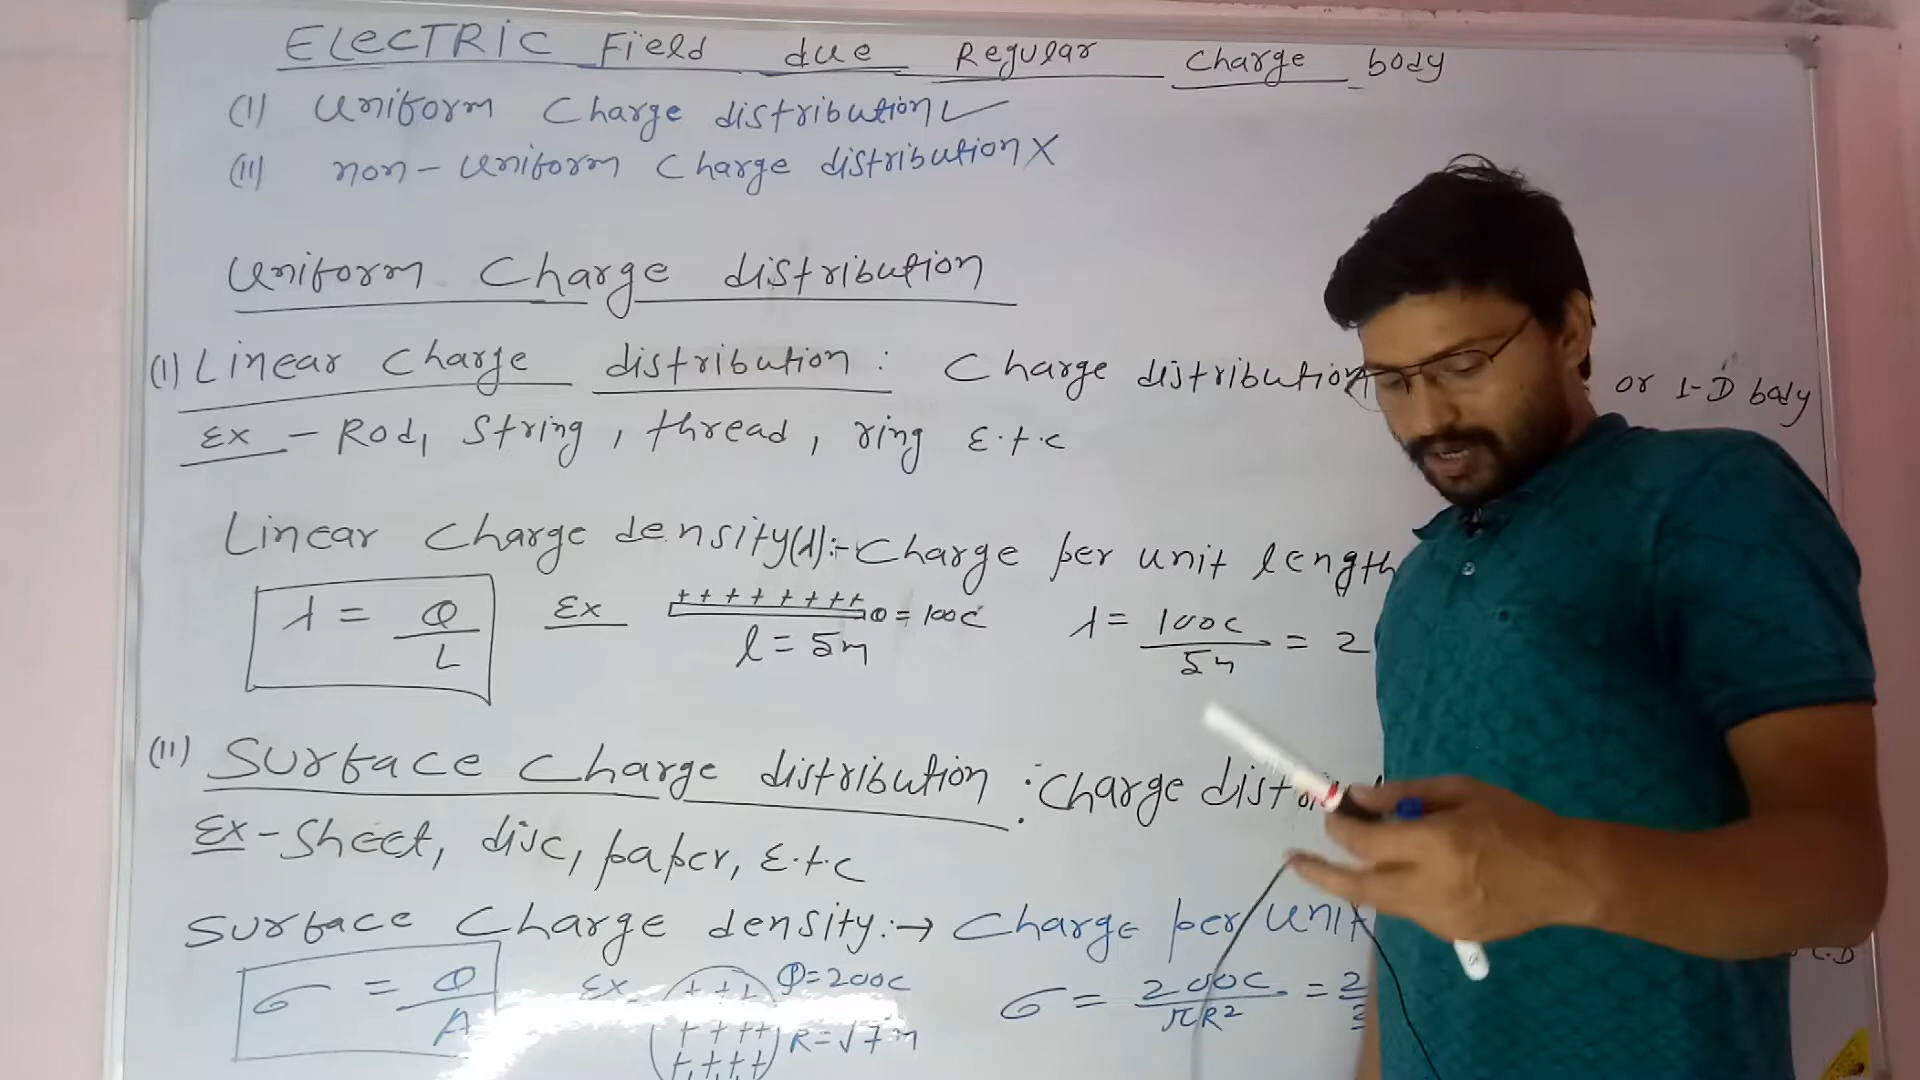 ELECTRIC Field due Regular charge body
(I) Uniform charge distribution ✓
(II) non-uniform charge distribution X
Uniform Charge distribution
(I) Linear charge distribution : Charge distribution or 1-D body
Ex - Rod, string, thread, ring E.t.c
Linear charge density(λ):- charge per unit length
λ = Q/L Ex + + + + + + + + Q = 100C l = 5m λ = 100C/5m = 2
(II) Surface charge distribution : charge
Ex - Sheet, disc, paper, E.t.c
Surface Charge density :→ Charge per unit
σ = Q/A Ex + + + + + + + + + + + Q = 200C R = √7 m σ = 200C/πR² = 2